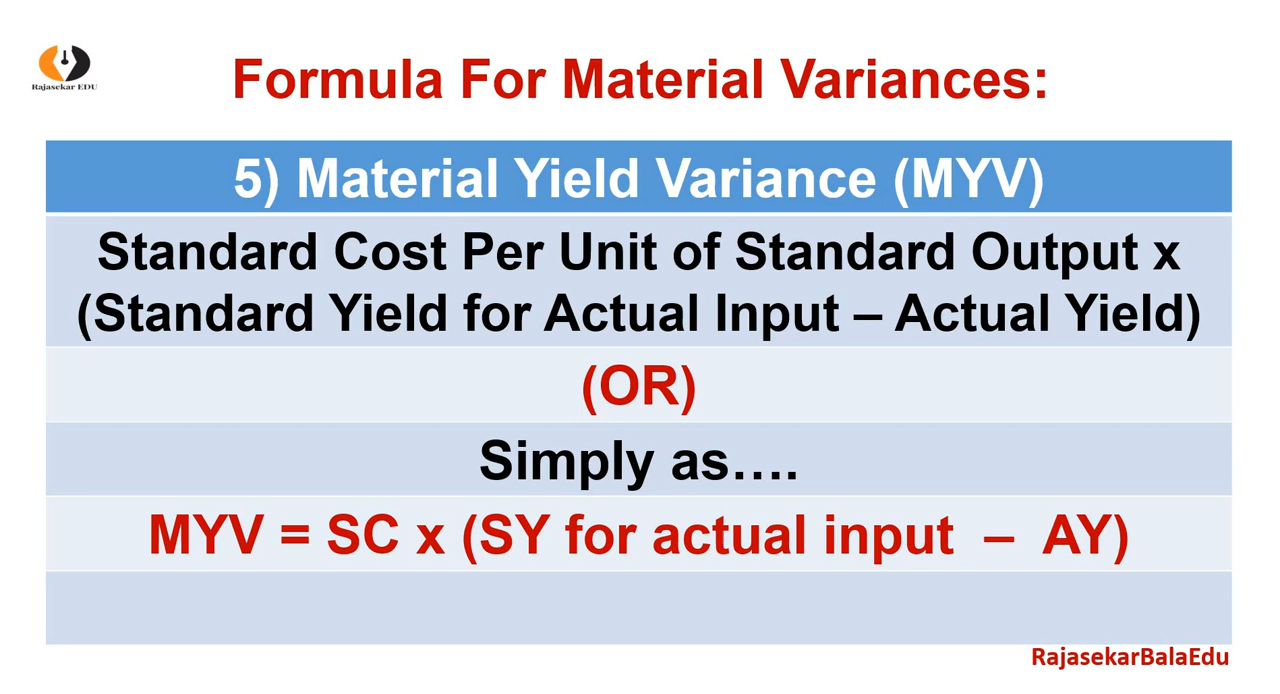 Rajasekar EDU
Formula For Material Variances:
5) Material Yield Variance (MYV)
Standard Cost Per Unit of Standard Output x
(Standard Yield for Actual Input – Actual Yield)
(OR)
Simply as….
MYV = SC x (SY for actual input – AY)
RajasekarBalaEdu